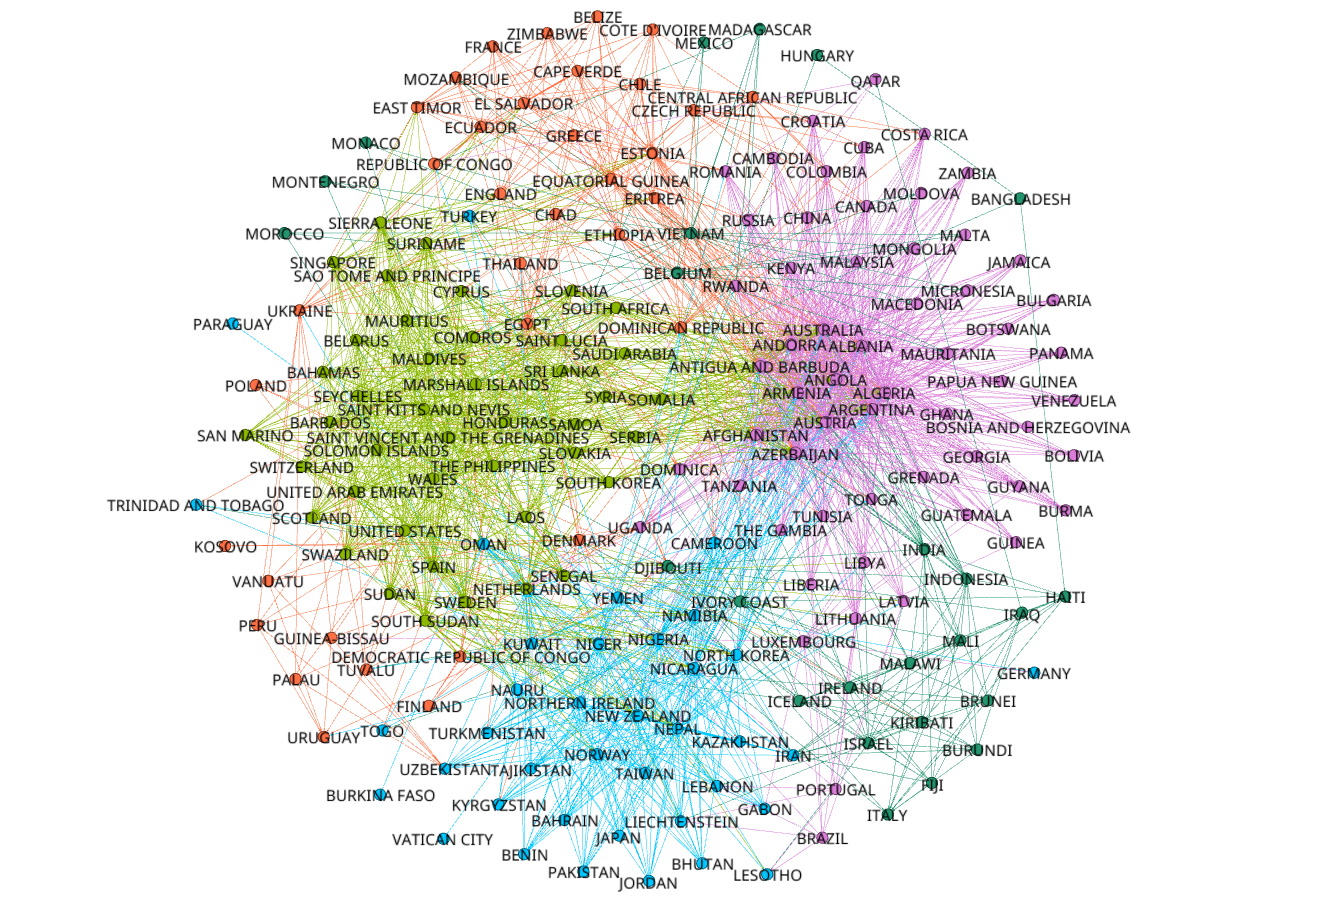 BELIZE
COTE D'IVOIRE
MADAGASCAR
ZIMBABWE
MEXICO
FRANCE
HUNGARY
CAPE VERDE
MOZAMBIQUE
CHILE
QATAR
CENTRAL AFRICAN REPUBLIC
EL SALVADOR
EAST TIMOR
CZECH REPUBLIC
CROATIA
ECUADOR
GREECE
COSTA RICA
MONACO
CUBA
ESTONIA
CAMBODIA
REPUBLIC OF CONGO
ROMANIA
COLOMBIA
ZAMBIA
MONTENEGRO
EQUATORIAL GUINEA
ENGLAND
MOLDOVA
ERITREA
BANGLADESH
CANADA
TURKEY
CHAD
CHINA
RUSSIA
SIERRA LEONE
MOROCCO
ETHIOPIA
VIETNAM
MALTA
SURINAME
MONGOLIA
SINGAPORE
THAILAND
MALAYSIA
JAMAICA
KENYA
BELGIUM
SAO TOME AND PRINCIPE
RWANDA
CYPRUS
SLOVENIA
MICRONESIA
BULGARIA
MACEDONIA
SOUTH AFRICA
UKRAINE
MAURITIUS
PARAGUAY
EGYPT
DOMINICAN REPUBLIC
AUSTRALIA
BOTSWANA
COMOROS
BELARUS
SAINT LUCIA
ANDORRA
ALBANIA
SAUDI ARABIA
MAURITANIA
PANAMA
MALDIVES
ANTIGUA AND BARBUDA
BAHAMAS
SRI LANKA
ANGOLA
PAPUA NEW GUINEA
POLAND
MARSHALL ISLANDS
ARMENIA
ALGERIA
SEYCHELLES
SYRIA
SOMALIA
VENEZUELA
SAINT KITTS AND NEVIS
ARGENTINA
GHANA
BARBADOS
HONDURAS
SAMOA
AUSTRIA
BOSNIA AND HERZEGOVINA
SAN MARINO
SAINT VINCENT AND THE GRENADINES
SERBIA
AFGHANISTAN
SOLOMON ISLANDS
SLOVAKIA
AZERBAIJAN
GEORGIA
BOLIVIA
SWITZERLAND
THE PHILIPPINES
DOMINICA
WALES
GRENADA
SOUTH KOREA
TANZANIA
GUYANA
UNITED ARAB EMIRATES
TONGA
TRINIDAD AND TOBAGO
BURMA
SCOTLAND
LAOS
TUNISIA
GUATEMALA
UNITED STATES
UGANDA
THE GAMBIA
DENMARK
OMAN
CAMEROON
GUINEA
KOSOVO
INDIA
SWAZILAND
LIBYA
SPAIN
DJIBOUTI
SENEGAL
INDONESIA
VANUATU
LIBERIA
NETHERLANDS
SUDAN
YEMEN
HAITI
SWEDEN
IVORY COAST
LATVIA
IRAQ
NAMIBIA
LITHUANIA
SOUTH SUDAN
PERU
GUINEA-BISSAU
NIGERIA
KUWAIT
NIGER
LUXEMBOURG
MALI
DEMOCRATIC REPUBLIC OF CONGO
NORTH KOREA
MALAWI
TUVALU
NICARAGUA
GERMANY
PALAU
NAURU
IRELAND
NORTHERN IRELAND
ICELAND
BRUNEI
FINLAND
NEW ZEALAND
KIRIBATI
URUGUAY
TOGO
TURKMENISTAN
NEPAL
KAZAKHSTAN
ISRAEL
BURUNDI
NORWAY
IRAN
UZBEKISTAN
TAJIKISTAN
TAIWAN
LEBANON
FIJI
BURKINA FASO
PORTUGAL
KYRGYZSTAN
GABON
ITALY
BAHRAIN
LIECHTENSTEIN
VATICAN CITY
JAPAN
BRAZIL
BENIN
BHUTAN
PAKISTAN
LESOTHO
JORDAN